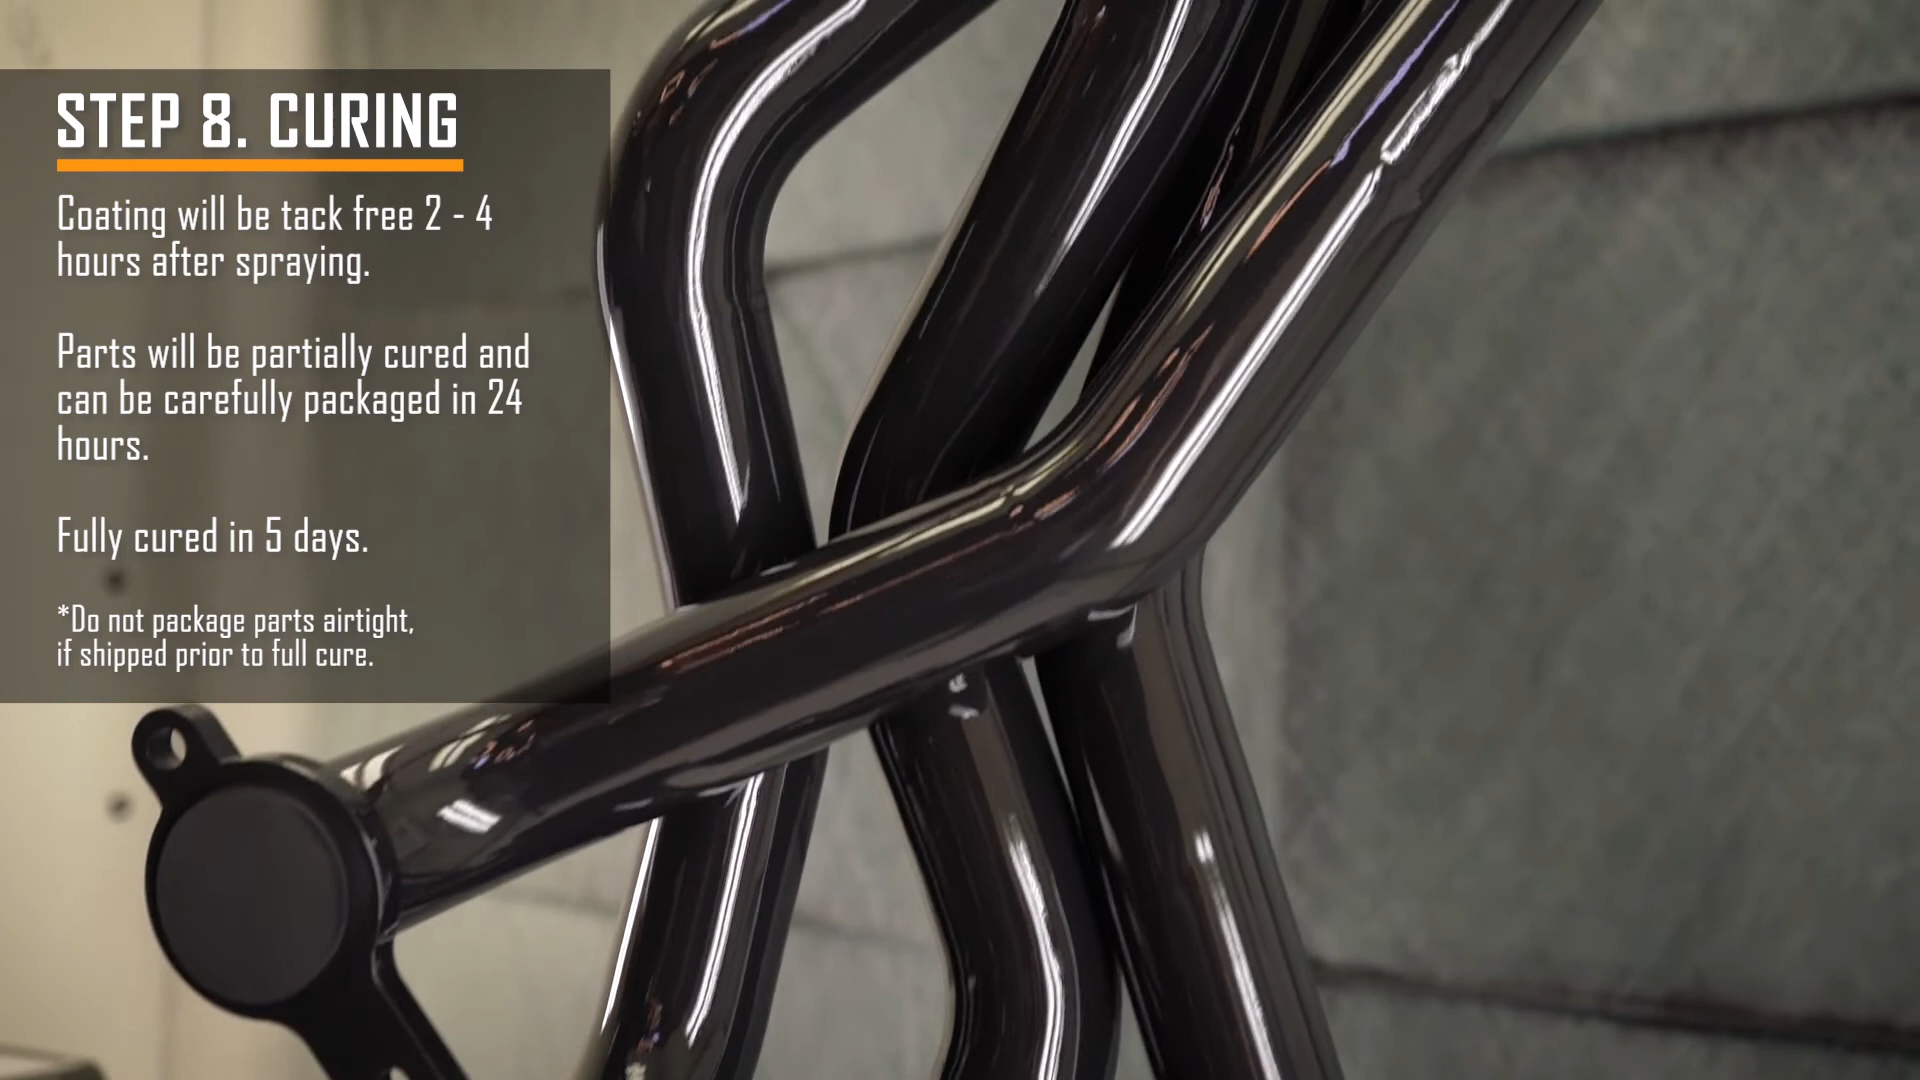 STEP 8. CURING
Coating will be tack free 2 - 4
hours after spraying.
Parts will be partially cured and
can be carefully packaged in 24
hours.
Fully cured in 5 days.
*Do not package parts airtight,
if shipped prior to full cure.